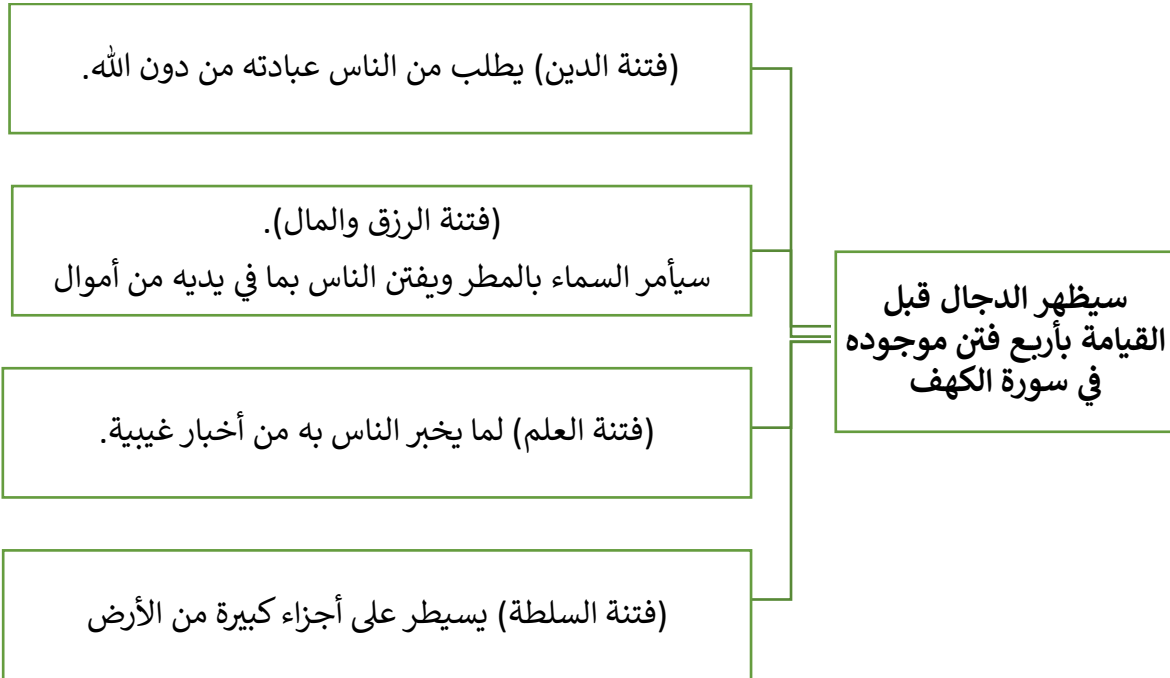 سيظهر الدجال قبل
القيامة بأربع فتن موجوده
في سورة الكهف
(فتنة الدين) يطلب من الناس عبادته من دون الله.
(فتنة الرزق والمال).
سيأمر السماء بالمطر ويفتن الناس بما في يديه من أموال
(فتنة العلم) لما يخبر الناس به من أخبار غيبية.
(فتنة السلطة) يسيطر على أجزاء كبيرة من الأرض